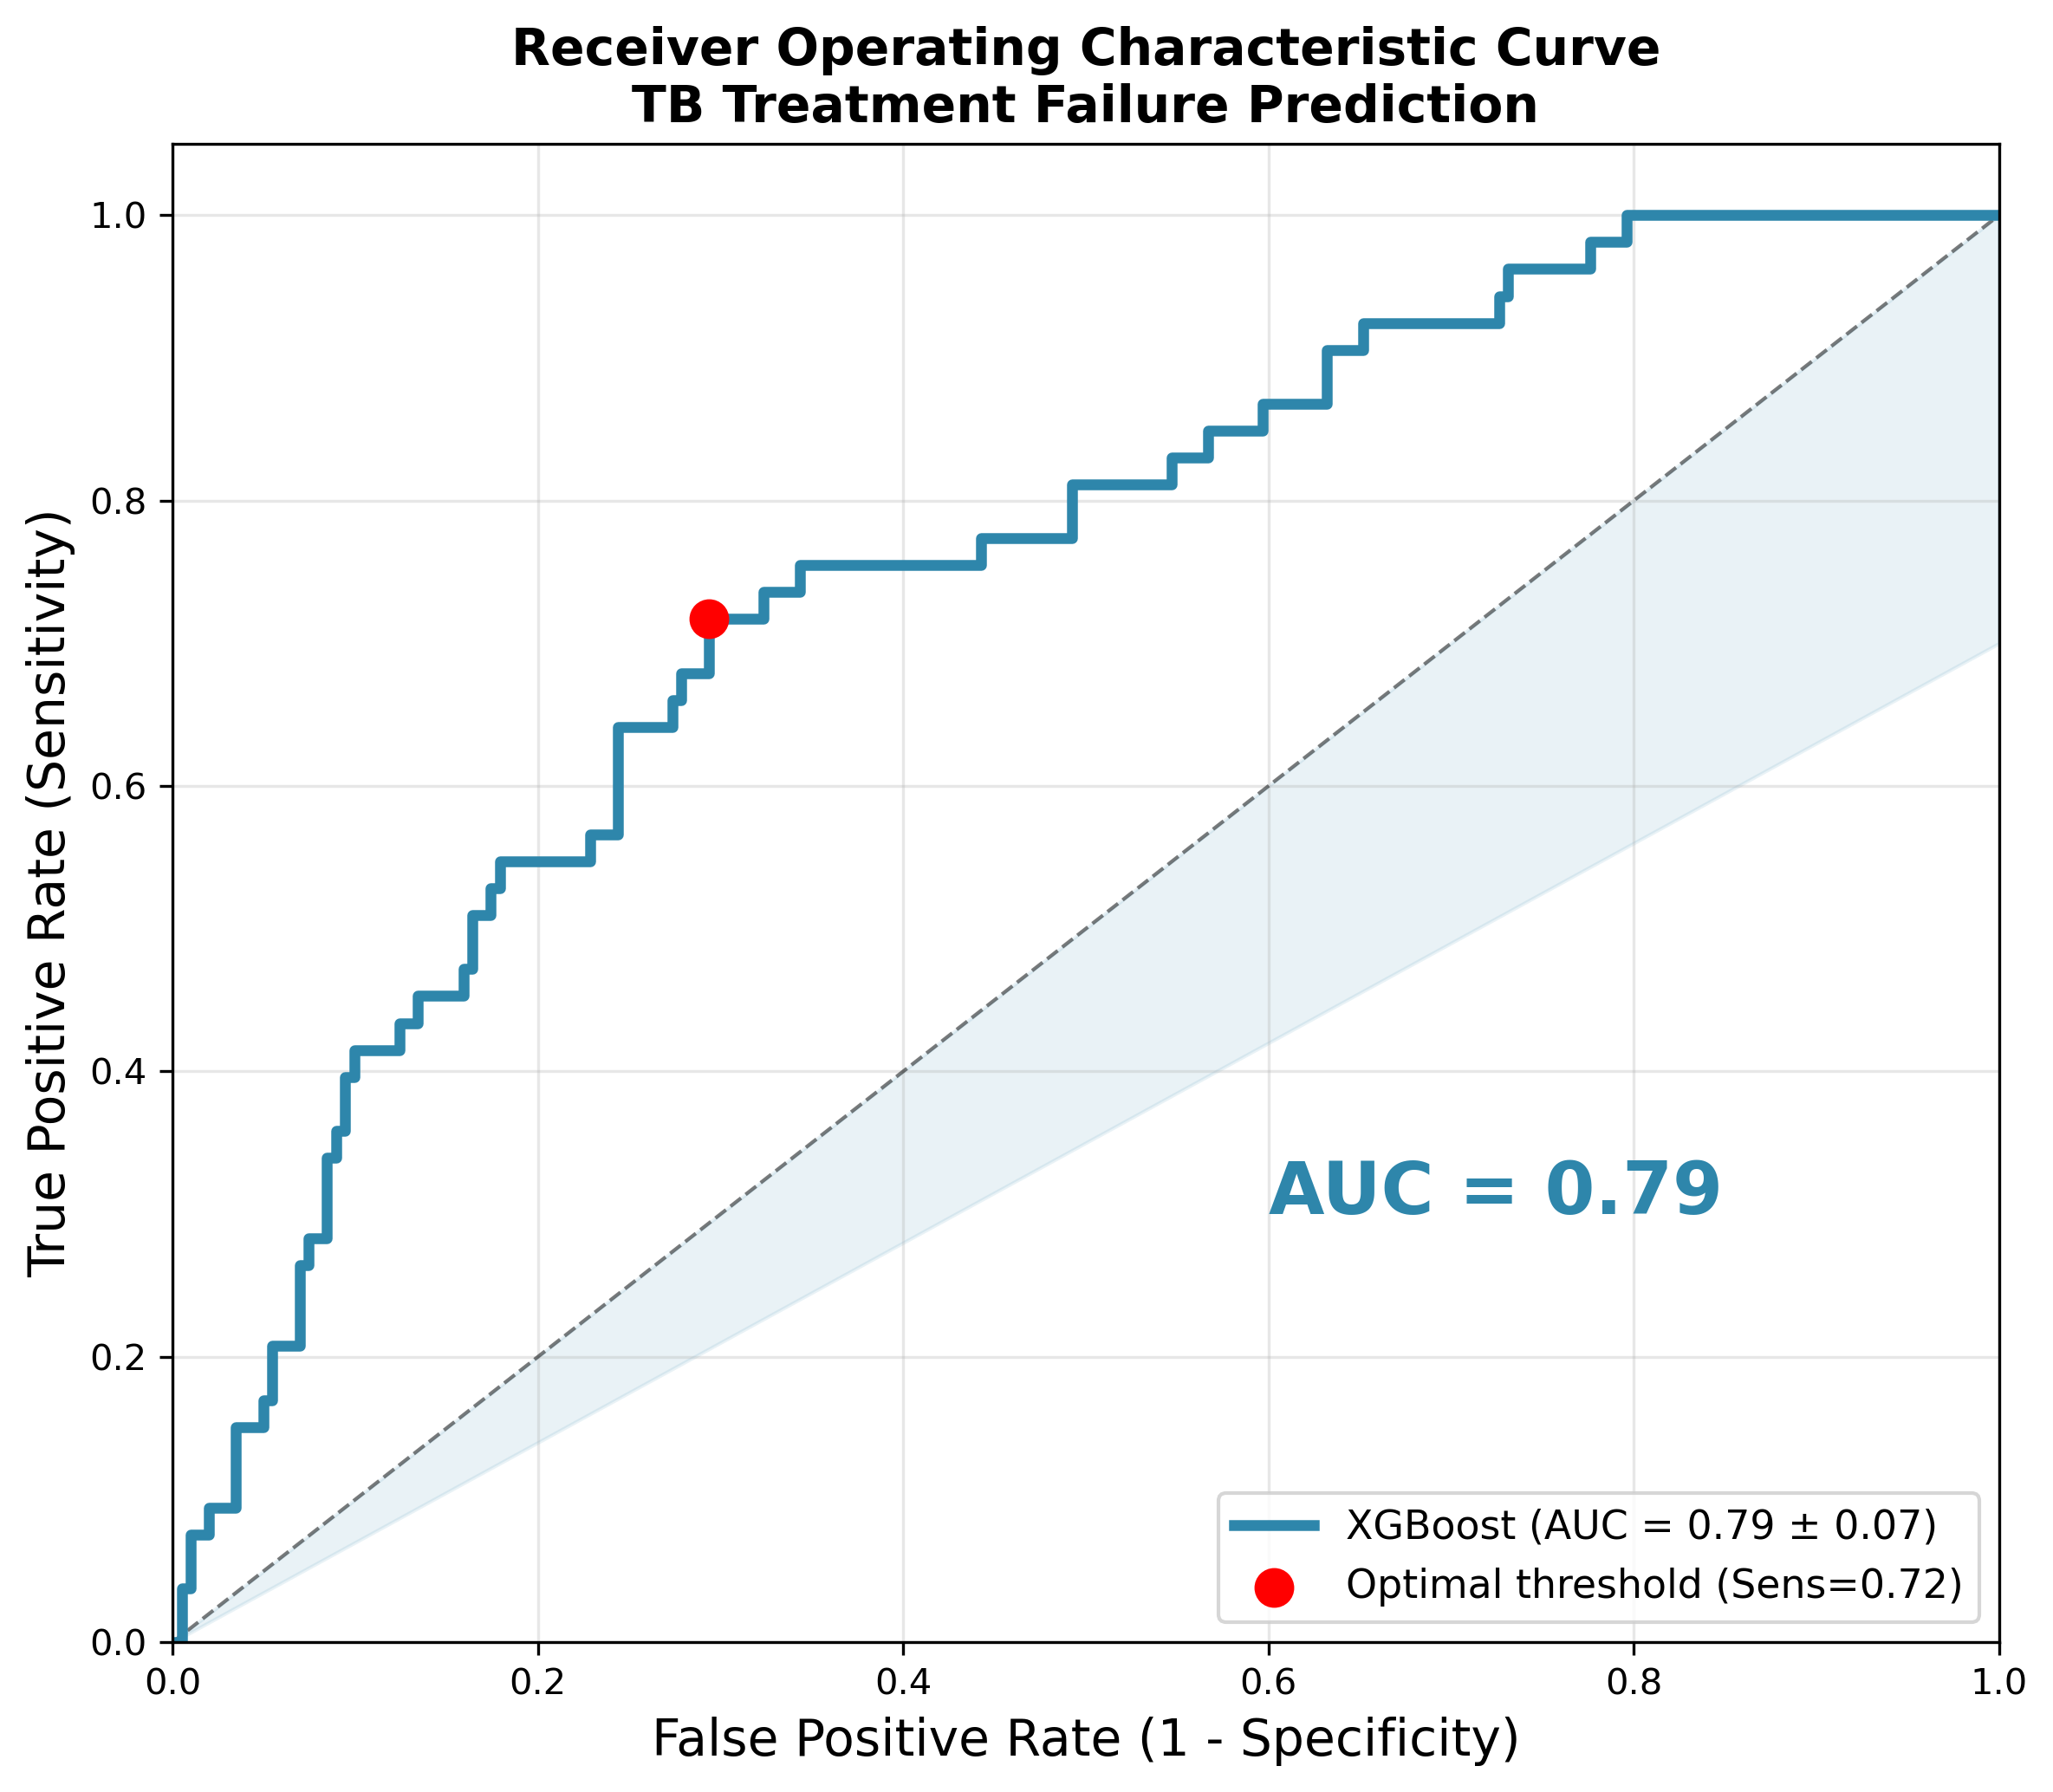 Receiver Operating Characteristic Curve
TB Treatment Failure Prediction
True Positive Rate (Sensitivity)
1.0
0.8
0.6
0.4
0.2
0.0
AUC = 0.79
XGBoost (AUC = 0.79 ± 0.07)
Optimal threshold (Sens=0.72)
0.0 0.2 0.4 0.6 0.8 1.0
False Positive Rate (1 - Specificity)